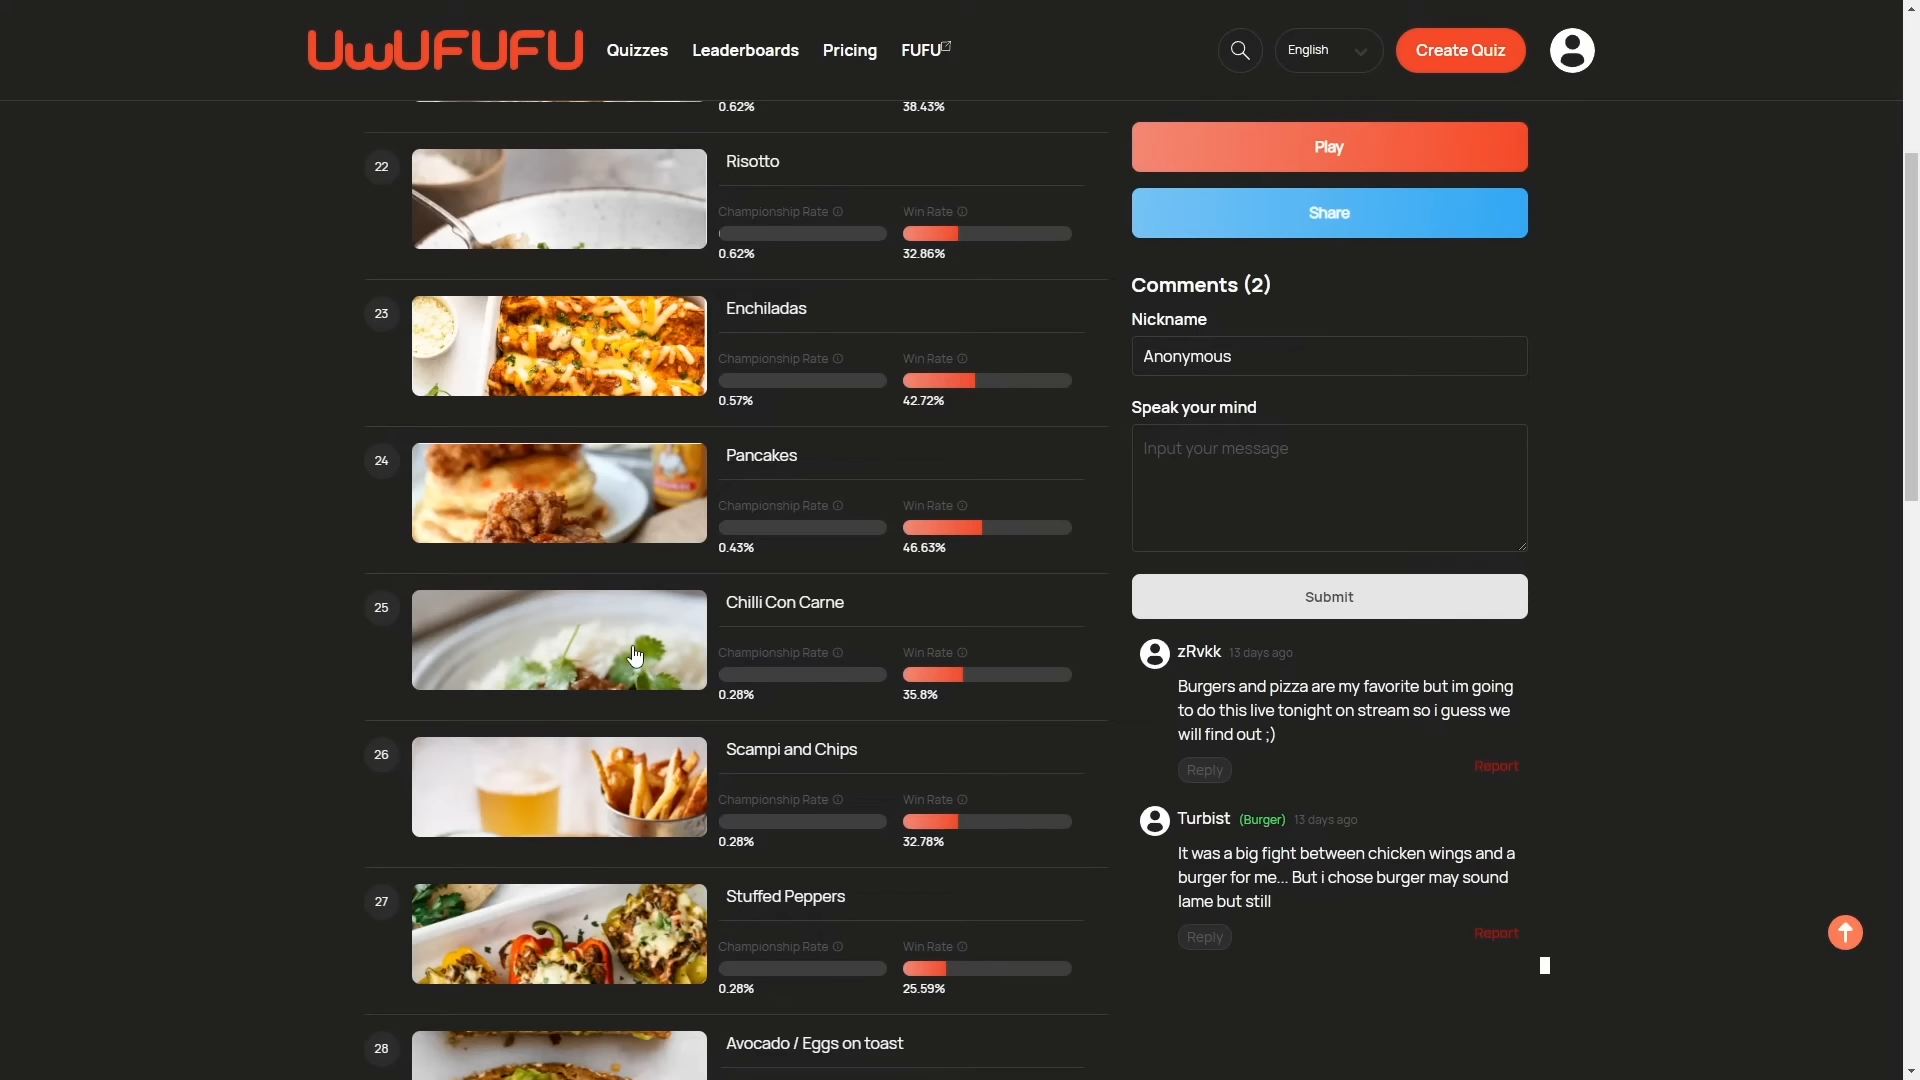 UwUFUFU
Quizzes
Leaderboards
Pricing
FUFU
English
Create Quiz
0.62%
38.43%
22
Risotto
Championship Rate
Win Rate
0.62%
32.86%
23
Enchiladas
Championship Rate
Win Rate
0.57%
42.72%
24
Pancakes
Championship Rate
Win Rate
0.43%
46.63%
25
Chilli Con Carne
Championship Rate
Win Rate
0.28%
35.8%
26
Scampi and Chips
Championship Rate
Win Rate
0.28%
32.78%
27
Stuffed Peppers
Championship Rate
Win Rate
0.28%
25.59%
28
Avocado / Eggs on toast
Play
Share
Comments (2)
Nickname
Anonymous
Speak your mind
Input your message
Submit
zRvkk 13 days ago
Burgers and pizza are my favorite but im going
to do this live tonight on stream so i guess we
will find out ;)
Reply
Report
Turbist (Burger) 13 days ago
It was a big fight between chicken wings and a
burger for me... But i chose burger may sound
lame but still
Reply
Report